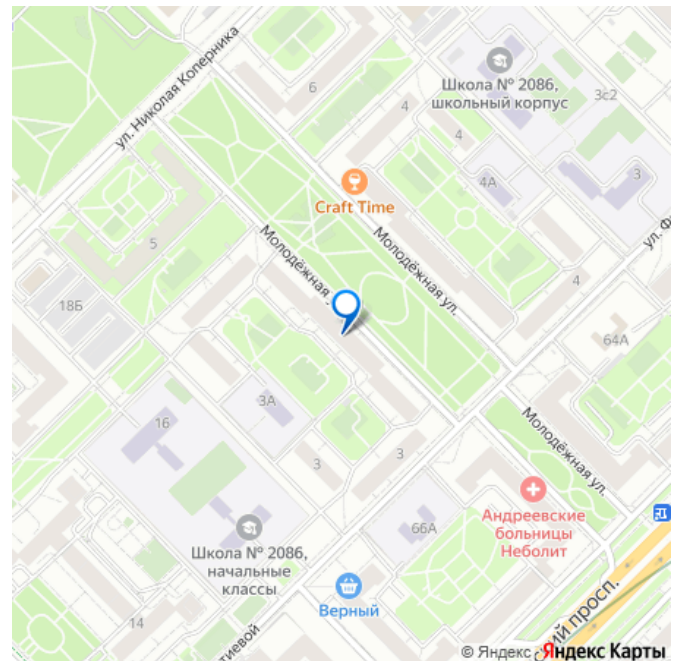 ул. Николая Коперника
6
4
Школа № 2086,
школьный корпус
3с2
4
4А
3
Craft Time
Молодёжная ул.
5
Молодёжная у
18Б
4
64А
3А
16
3
3
Молодёжная ул.
Андреевские
больницы
Неболит
66А
Школа № 2086,
начальные
классы
Верный
14
тиевой
ий просп.
© Яндекс Яндекс Карты